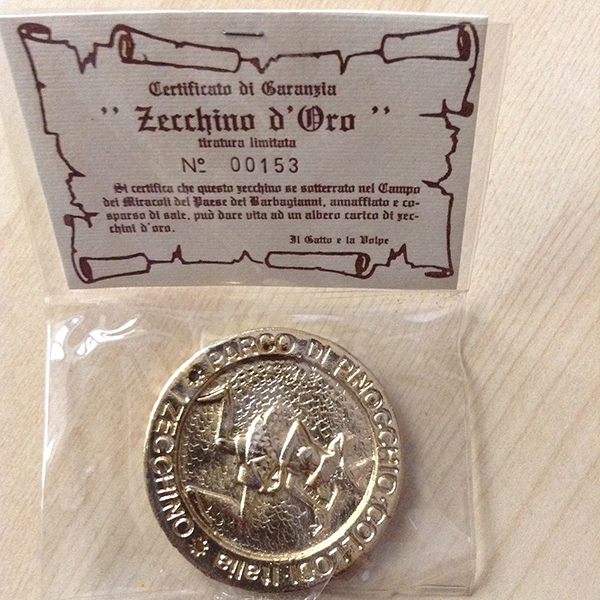 Certificato di Garanzia
" Zecchino d'Oro "
tiratura limitata
Nº 00153
Si certifica che questo zecchino se sotterrato nel Campo
dei Miracoli del Paese dei Barbagianni, annaffiato e co-
sparso di sale, può dare vita ad un albero carico di zec-
chini d'oro.
Il Gatto e la Volpe
* PARCO DI PINOCCHIO COLLODI Italia * 1 ZECCHINO